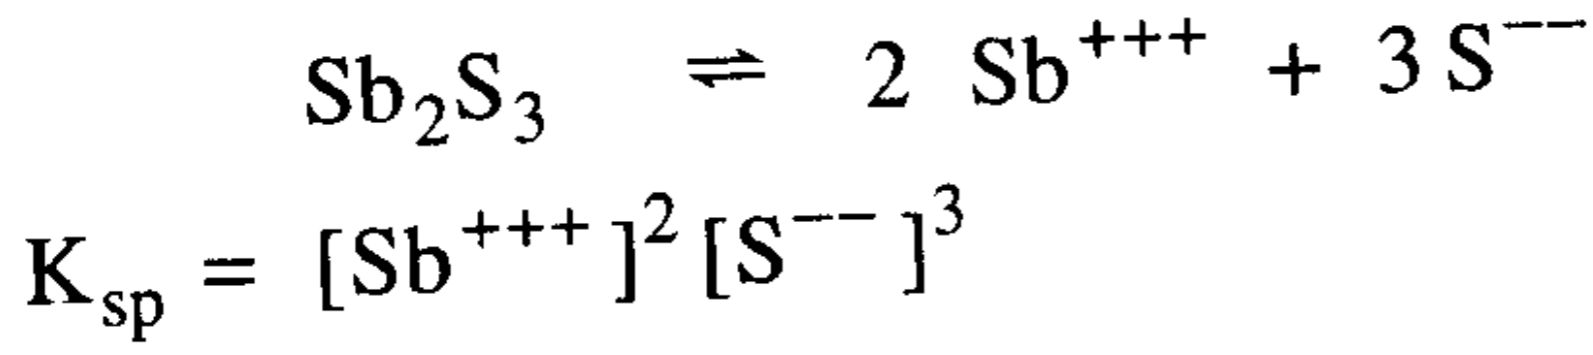 Sb₂S₃ ⇌ 2 Sb⁺⁺⁺ + 3 S⁻⁻
Kₛₚ = [Sb⁺⁺⁺]² [S⁻⁻]³